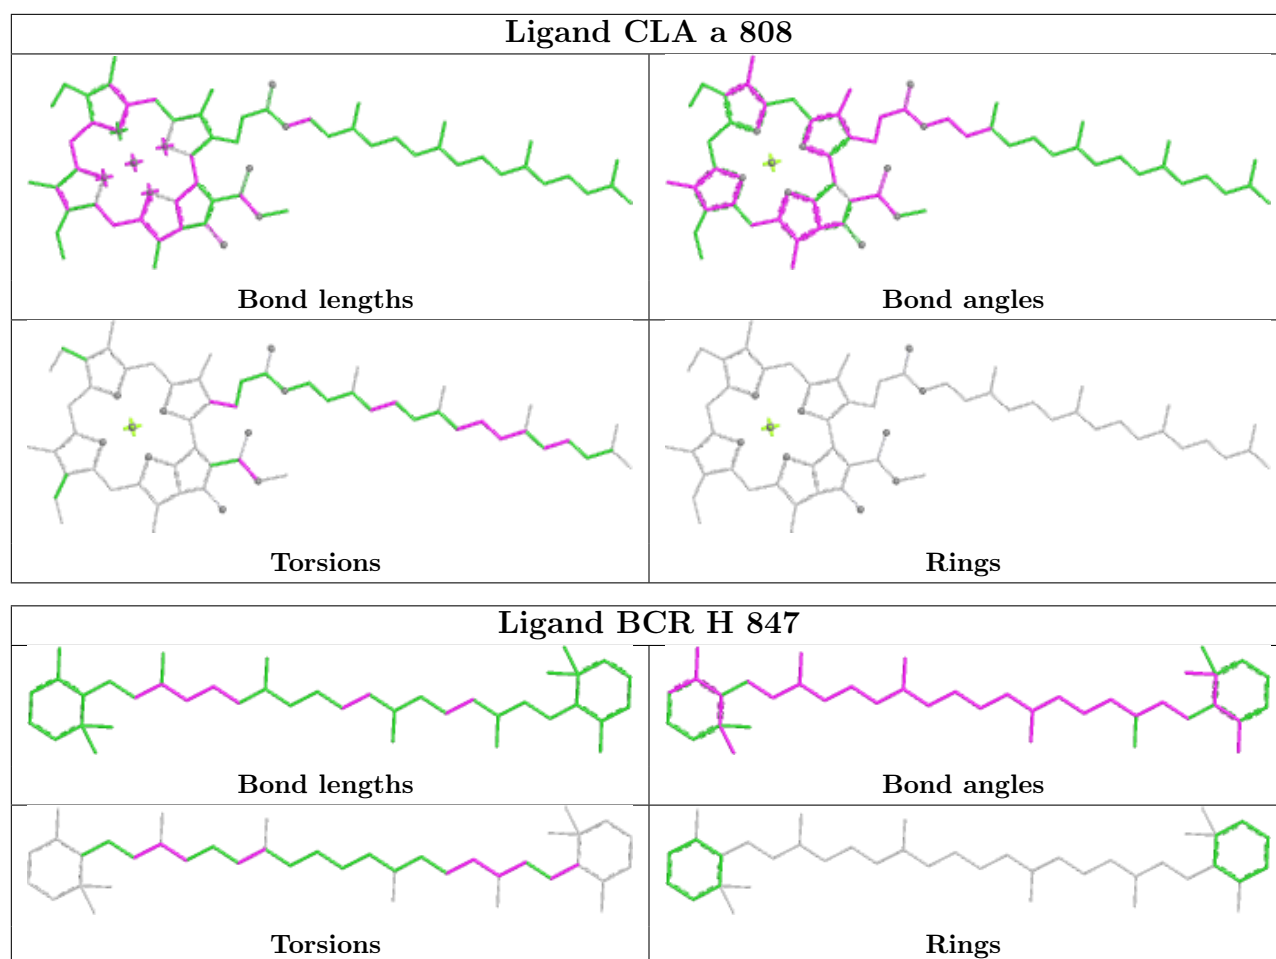 Ligand CLA a 808
Bond lengths
Bond angles
Torsions
Rings
Ligand BCR H 847
Bond lengths
Bond angles
Torsions
Rings